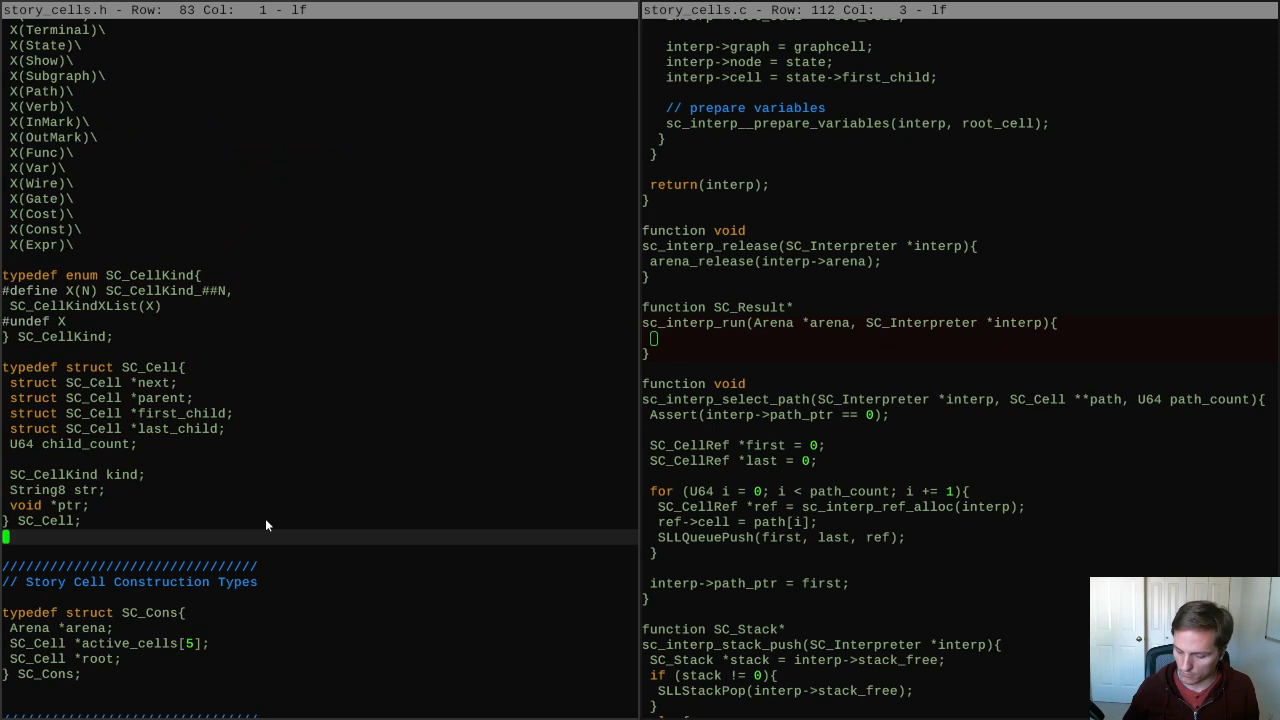 story_cells.h - Row:  83 Col:   1 - lf
X(Terminal)\
X(State)\
X(Show)\
X(Subgraph)\
X(Path)\
X(Verb)\
X(InMark)\
X(OutMark)\
X(Func)\
X(Var)\
X(Wire)\
X(Gate)\
X(Cost)\
X(Const)\
X(Expr)\
typedef enum SC_CellKind{
#define X(N) SC_CellKind_##N,
SC_CellKindXList(X)
#undef X
} SC_CellKind;
typedef struct SC_Cell{
struct SC_Cell *next;
struct SC_Cell *parent;
struct SC_Cell *first_child;
struct SC_Cell *last_child;
U64 child_count;
SC_CellKind kind;
String8 str;
void *ptr;
} SC_Cell;
////////////////////////////////
// Story Cell Construction Types
typedef struct SC_Cons{
Arena *arena;
SC_Cell *active_cells[5];
SC_Cell *root;
} SC_Cons;
story_cells.c - Row: 112 Col:   3 - lf
interp->graph = graphcell;
interp->node = state;
interp->cell = state->first_child;
// prepare variables
sc_interp__prepare_variables(interp, root_cell);
}
}
return(interp);
}
function void
sc_interp_release(SC_Interpreter *interp){
arena_release(interp->arena);
}
function SC_Result*
sc_interp_run(Arena *arena, SC_Interpreter *interp){
}
function void
sc_interp_select_path(SC_Interpreter *interp, SC_Cell **path, U64 path_count){
Assert(interp->path_ptr == 0);
SC_CellRef *first = 0;
SC_CellRef *last = 0;
for (U64 i = 0; i < path_count; i += 1){
SC_CellRef *ref = sc_interp_ref_alloc(interp);
ref->cell = path[i];
SLLQueuePush(first, last, ref);
}
interp->path_ptr = first;
}
function SC_Stack*
sc_interp_stack_push(SC_Interpreter *interp){
SC_Stack *stack = interp->stack_free;
if (stack != 0){
SLLStackPop(interp->stack_free);
}